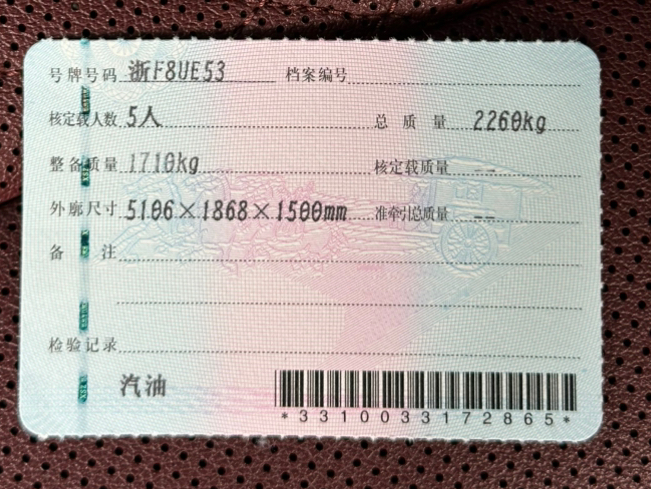 号牌号码 浙F8UE53 档案编号
核定载人数 5人 总质量 2260kg
整备质量 1710kg 核定载质量 --
外廓尺寸 5106×1868×1500mm 准牵引总质量 --
备注
检验记录
汽油
*3310033172865*